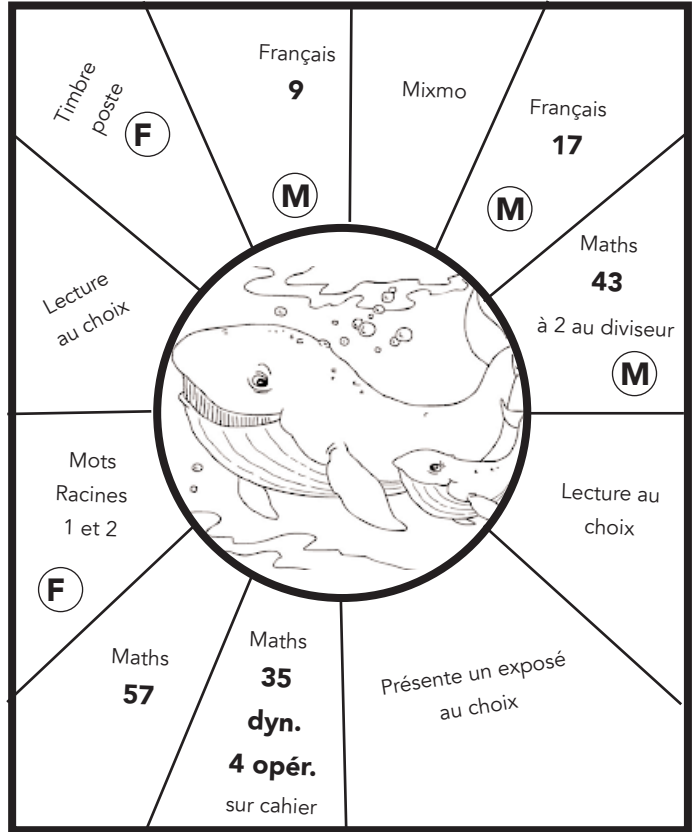 Timbre
poste
F
Français
9
M
Mixmo
Français
17
M
Maths
43
à 2 au diviseur
M
Lecture au
choix
Présente un exposé
au choix
Maths
35
dyn.
4 opér.
sur cahier
Maths
57
Mots
Racines
1 et 2
F
Lecture
au choix